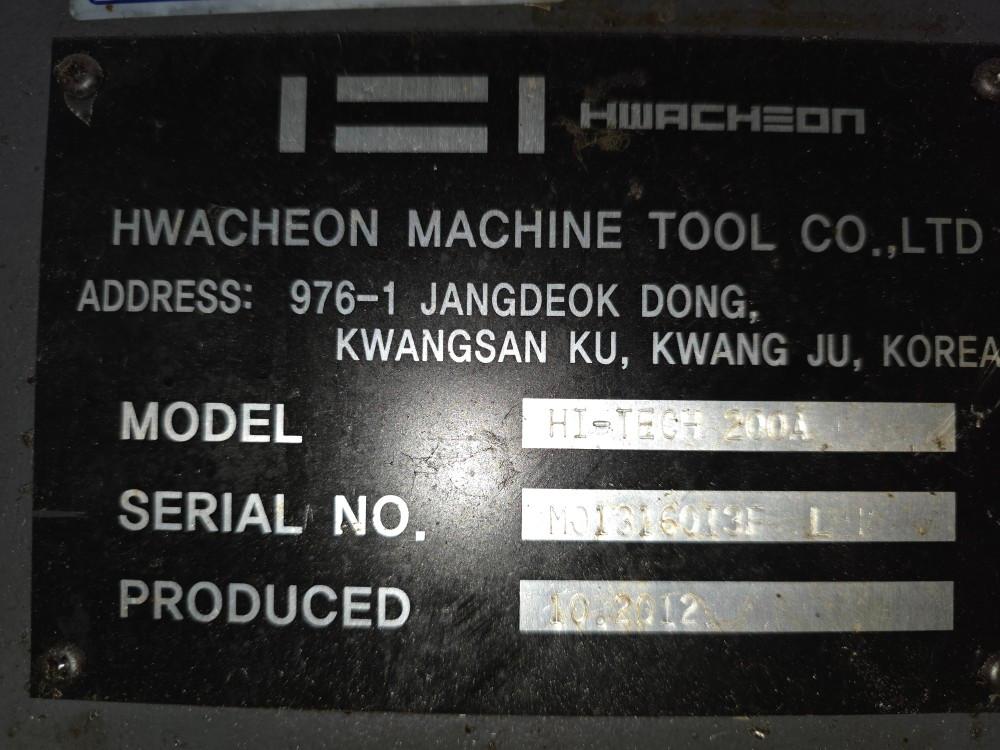 HWACHEON
HWACHEON MACHINE TOOL CO.,LTD
ADDRESS: 976-1 JANGDEOK DONG,
KWANGSAN KU, KWANG JU, KOREA
MODEL HI-TECH 200A
SERIAL NO.
PRODUCED 10.2012